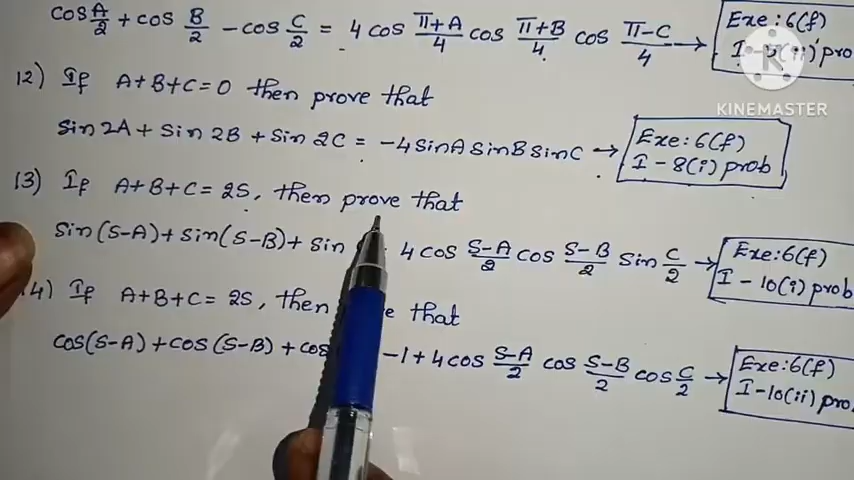 cos A/2 + cos B/2 - cos C/2 = 4 cos π+A/4 cos π+B/4 cos π-C/4 → Exe: 6(f)
pro
KINEMASTER
12) If A+B+C=0 then prove that
sin 2A + sin 2B + sin 2C = -4 sinA sinB sinC → Exe: 6(f)
I - 8(i) prob
13) If A+B+C = 2S, then prove that
sin(S-A) + sin(S-B) + sin 4 cos S-A/2 cos S-B/2 sin C/2 → Exe: 6(f)
I - 10(i) prob
4) If A+B+C = 2S, then that
cos(S-A) + cos(S-B) + cos -1 + 4 cos S-A/2 cos S-B/2 cos C/2 → Exe: 6(f)
I - 10(ii) pro